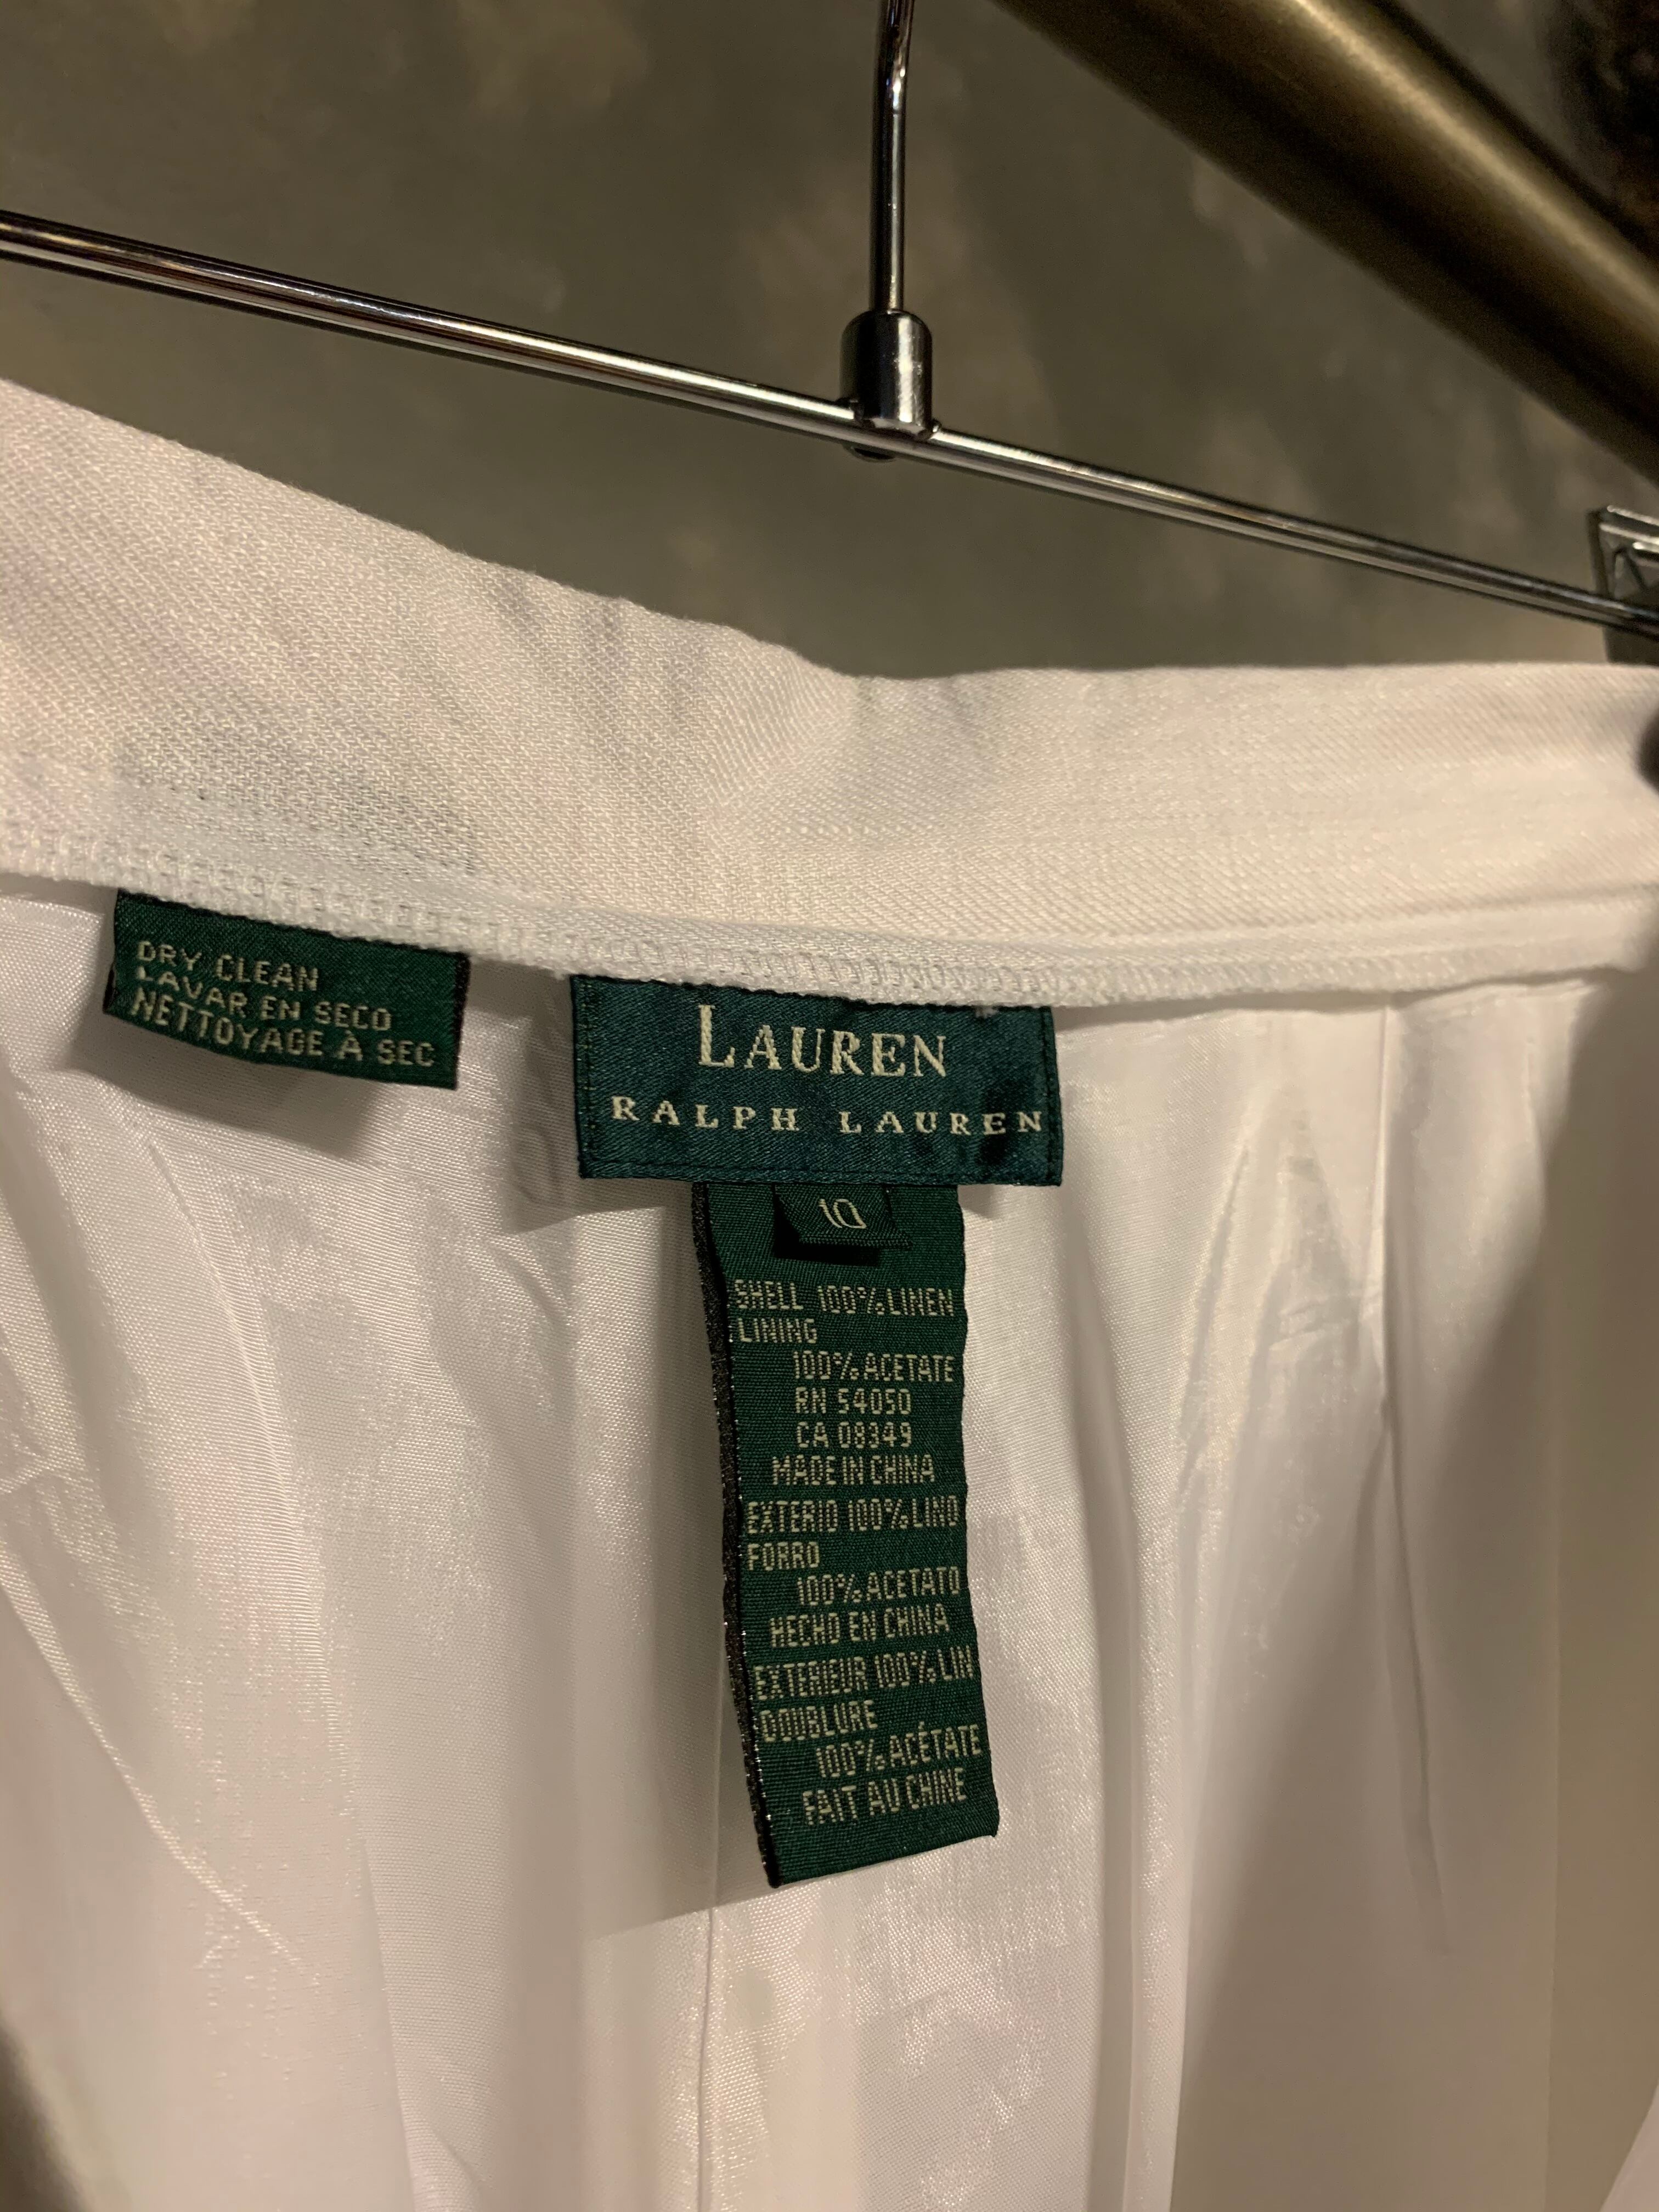 DRY CLEAN
LAVAR EN SECO
NETTOYAGE À SEC
LAUREN
RALPH LAUREN
10
SHELL 100% LINEN
LINING
100% ACETATE
RN 54050
CA 08349
MADE IN CHINA
EXTERIO 100% LINO
FORRO
100% ACETATO
HECHO EN CHINA
EXTERIEUR 100% LIN
DOUBLURE
100% ACÉTATE
FAIT AU CHINE